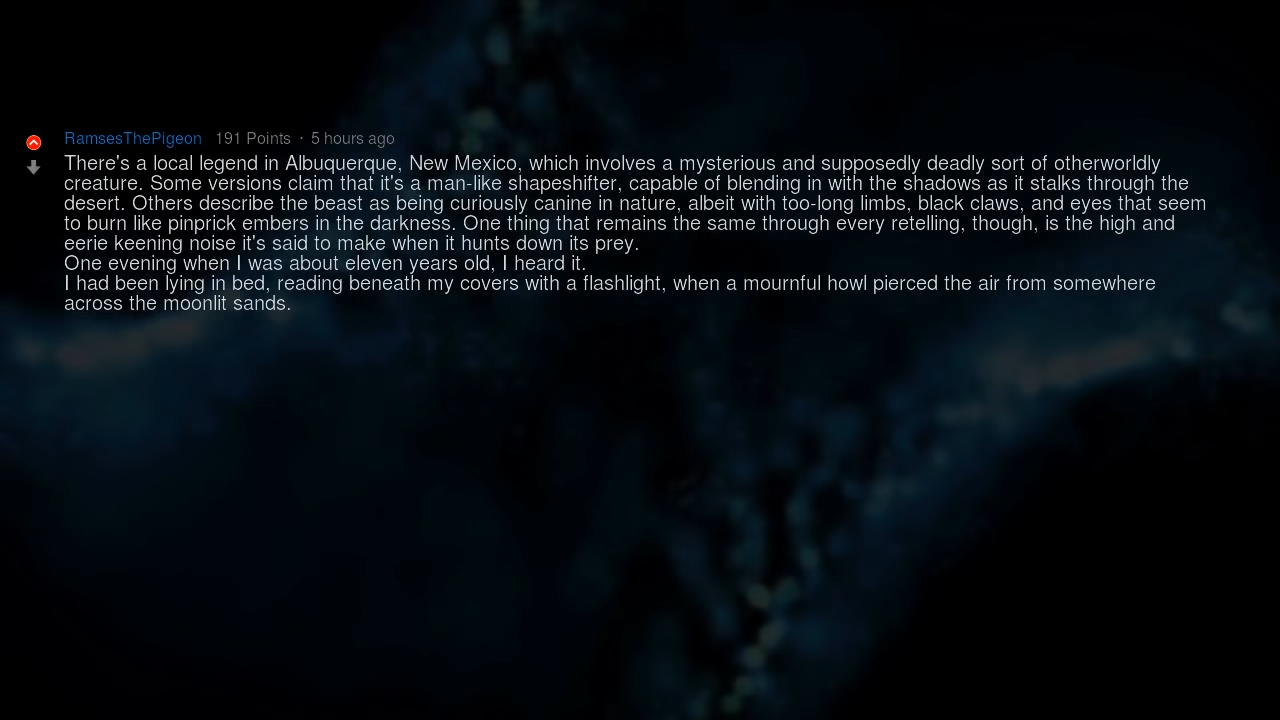 RamsesThePigeon 191 Points · 5 hours ago
There's a local legend in Albuquerque, New Mexico, which involves a mysterious and supposedly deadly sort of otherworldly
creature. Some versions claim that it's a man-like shapeshifter, capable of blending in with the shadows as it stalks through the
desert. Others describe the beast as being curiously canine in nature, albeit with too-long limbs, black claws, and eyes that seem
to burn like pinprick embers in the darkness. One thing that remains the same through every retelling, though, is the high and
eerie keening noise it's said to make when it hunts down its prey.
One evening when I was about eleven years old, I heard it.
I had been lying in bed, reading beneath my covers with a flashlight, when a mournful howl pierced the air from somewhere
across the moonlit sands.